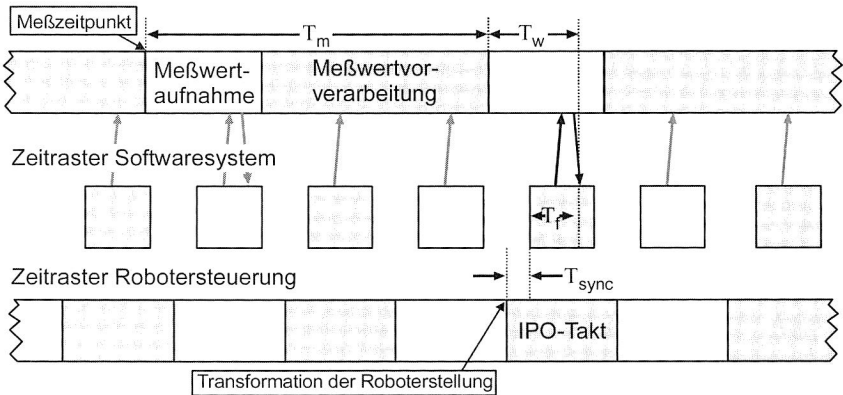 Meßzeitpunkt
T_m
T_w
Meßwert-
aufnahme
Meßwertvor-
verarbeitung
Zeitraster Softwaresystem
T_f
Zeitraster Robotersteuerung
T_sync
IPO-Takt
Transformation der Roboterstellung